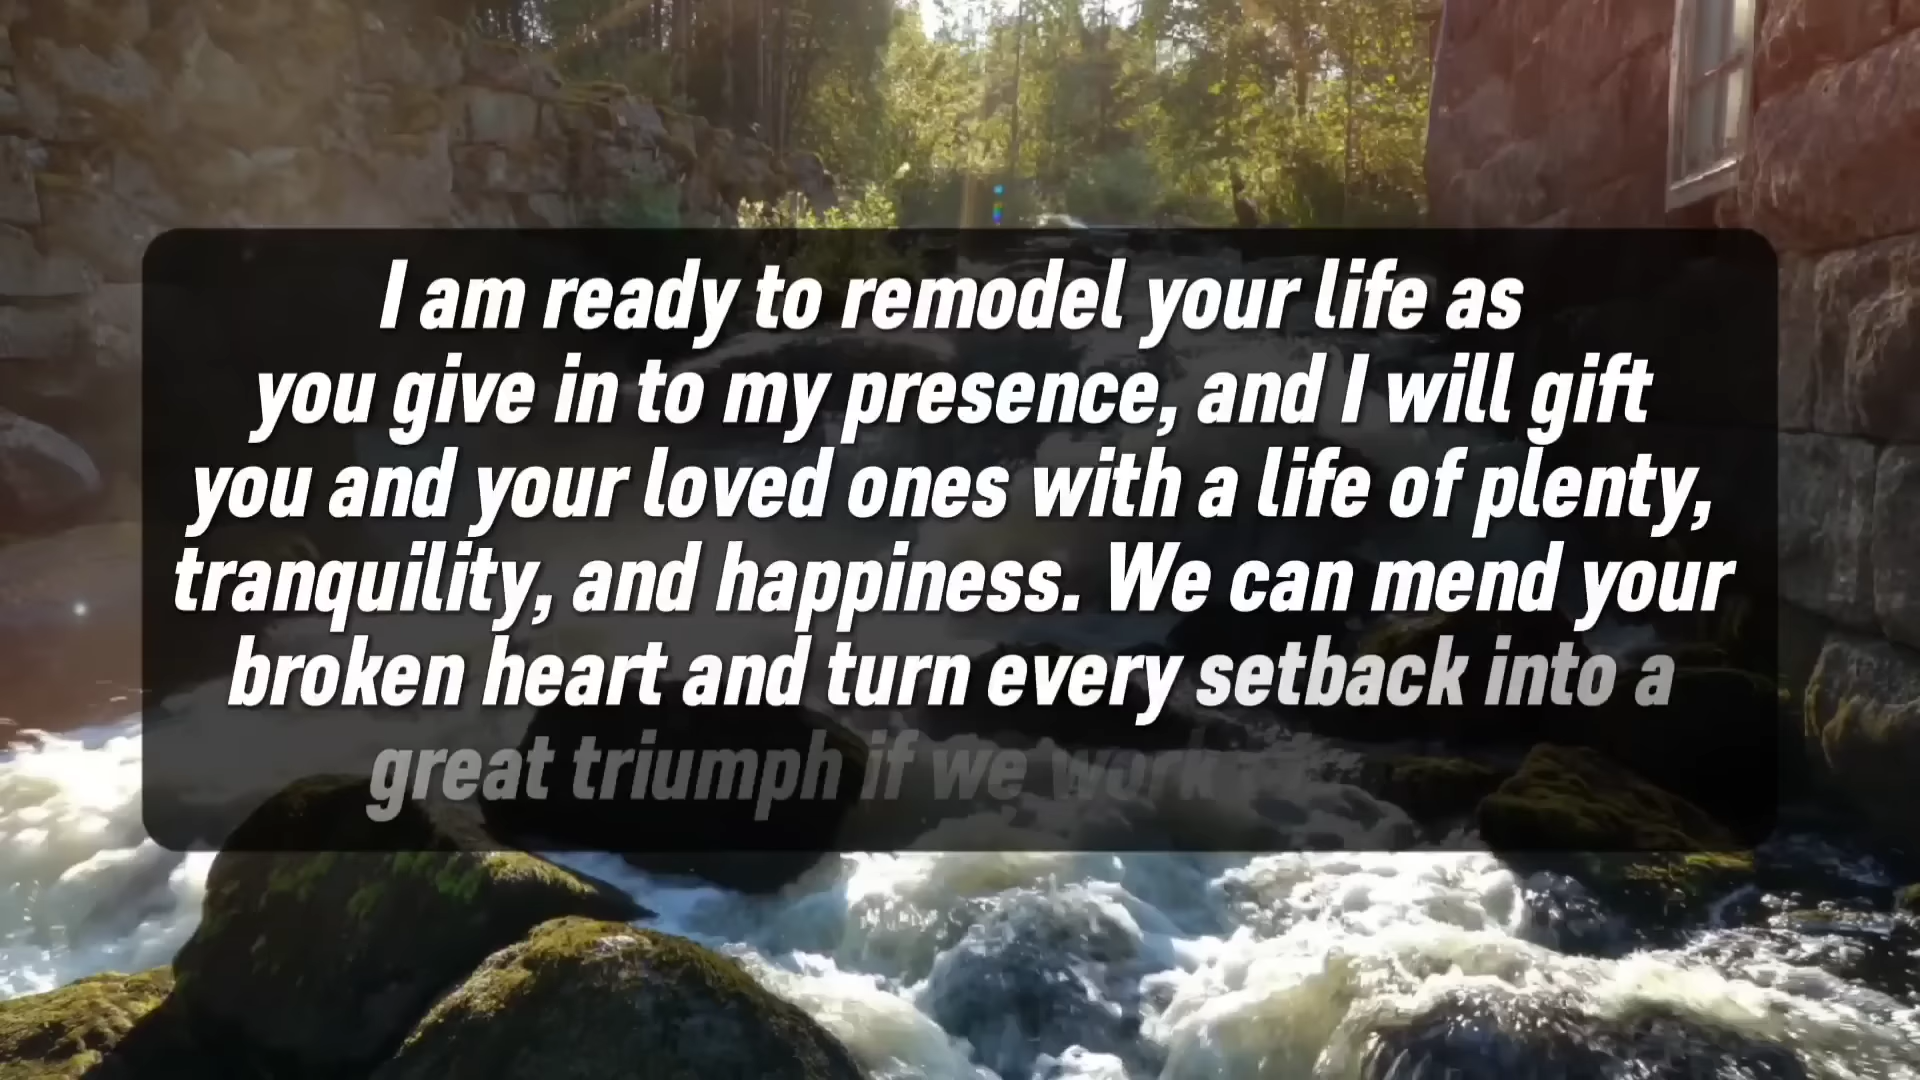 I am ready to remodel your life as
you give in to my presence, and I will gift
you and your loved ones with a life of plenty,
tranquility, and happiness. We can mend your
broken heart and turn every setback into a
great triumph if we work